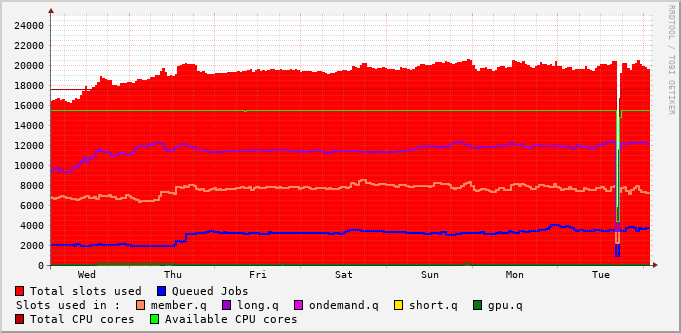 RRDTOOL / TOBI OETIKER
24000
22000
20000
18000
16000
14000
12000
10000
8000
6000
4000
2000
0
Wed Thu Fri Sat Sun Mon Tue
Total slots used Queued Jobs
Slots used in : member.q long.q ondemand.q short.q gpu.q
Total CPU cores Available CPU cores